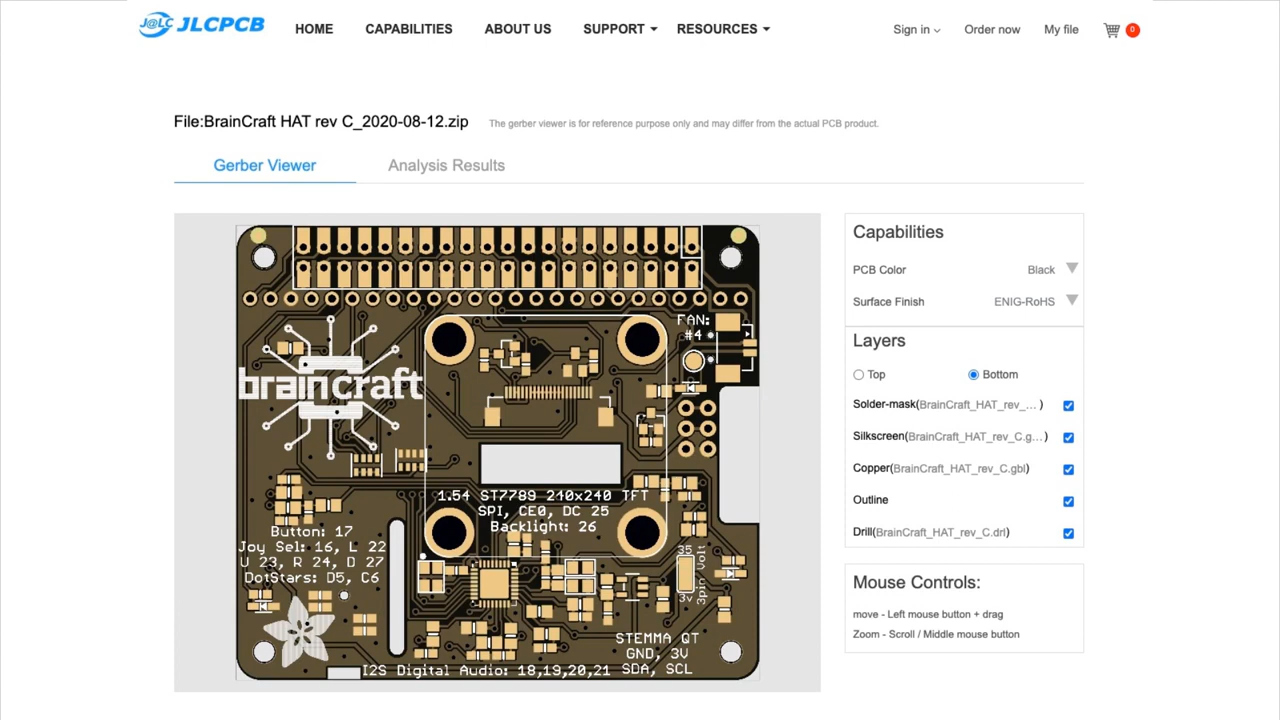 J@LC JLCPCB
HOME CAPABILITIES ABOUT US SUPPORT RESOURCES
Sign in Order now My file 0
File:BrainCraft HAT rev C_2020-08-12.zip
The gerber viewer is for reference purpose only and may differ from the actual PCB product.
Gerber Viewer Analysis Results
FAN:
#4
braincraft
1.54 ST7789 240x240 TFT
SPI, CE0, DC 25
Backlight: 26
Button: 17
Joy Sel: 16, L 22
U 23, R 24, D 27
DotStars: D5, C6
35
3pin Volt
3v
STEMMA QT
GND, 3V
SDA, SCL
I2S Digital Audio: 18,19,20,21
Capabilities
PCB Color Black
Surface Finish ENIG-RoHS
Layers
Top Bottom
Solder-mask(BrainCraft_HAT_rev_... )
Silkscreen(BrainCraft_HAT_rev_C.g... )
Copper(BrainCraft_HAT_rev_C.gbl)
Outline
Drill(BrainCraft_HAT_rev_C.drl)
Mouse Controls:
move - Left mouse button + drag
Zoom - Scroll / Middle mouse button